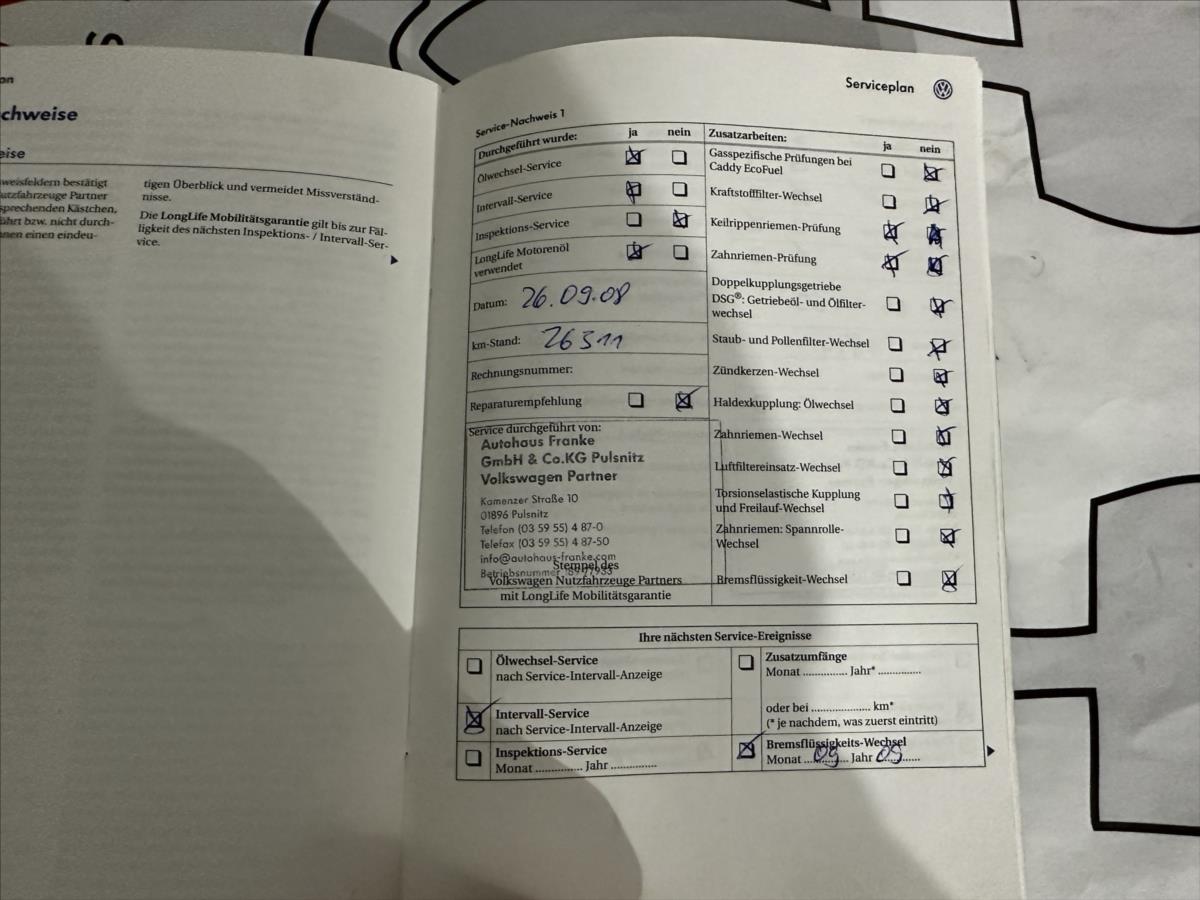 chweise
eise
weisfeldern bestätigt
utzfahrzeuge Partner
sprechenden Kästchen,
ührt bzw. nicht durch-
nen einen eindeu-
tigen Überblick und vermeidet Missverständ-
nisse.
Die LongLife Mobilitätsgarantie gilt bis zur Fäl-
ligkeit des nächsten Inspektions- / Intervall-Ser-
vice.
Serviceplan
Service-Nachweis 1
Durchgeführt wurde: ja nein
Ölwechsel-Service
Intervall-Service
Inspektions-Service
LongLife Motorenöl
verwendet
Datum: 26.09.08
km-Stand: 26311
Rechnungsnummer:
Reparaturempfehlung
Service durchgeführt von:
Autohaus Franke
GmbH & Co.KG Pulsnitz
Volkswagen Partner
Kamenzer Straße 10
01896 Pulsnitz
Telefon (03 59 55) 4 87-0
Telefax (03 59 55) 4 87-50
info@autohaus-franke.com
Betriebsnummer
Stempel des
Volkswagen Nutzfahrzeuge Partners
mit LongLife Mobilitätsgarantie
Zusatzarbeiten: ja nein
Gasspezifische Prüfungen bei
Caddy EcoFuel
Kraftstofffilter-Wechsel
Keilrippenriemen-Prüfung
Zahnriemen-Prüfung
Doppelkupplungsgetriebe
DSG®: Getriebeöl- und Ölfilter-
wechsel
Staub- und Pollenfilter-Wechsel
Zündkerzen-Wechsel
Haldexkupplung: Ölwechsel
Zahnriemen-Wechsel
Luftfiltereinsatz-Wechsel
Torsionselastische Kupplung
und Freilauf-Wechsel
Zahnriemen: Spannrolle-
Wechsel
Bremsflüssigkeit-Wechsel
Ihre nächsten Service-Ereignisse
Ölwechsel-Service
nach Service-Intervall-Anzeige
Intervall-Service
nach Service-Intervall-Anzeige
Inspektions-Service
Monat ............... Jahr ...............
Zusatzumfänge
Monat ............... Jahr* ...............
oder bei .................... km*
(* je nachdem, was zuerst eintritt)
Bremsflüssigkeits-Wechsel
Monat 09 Jahr 09